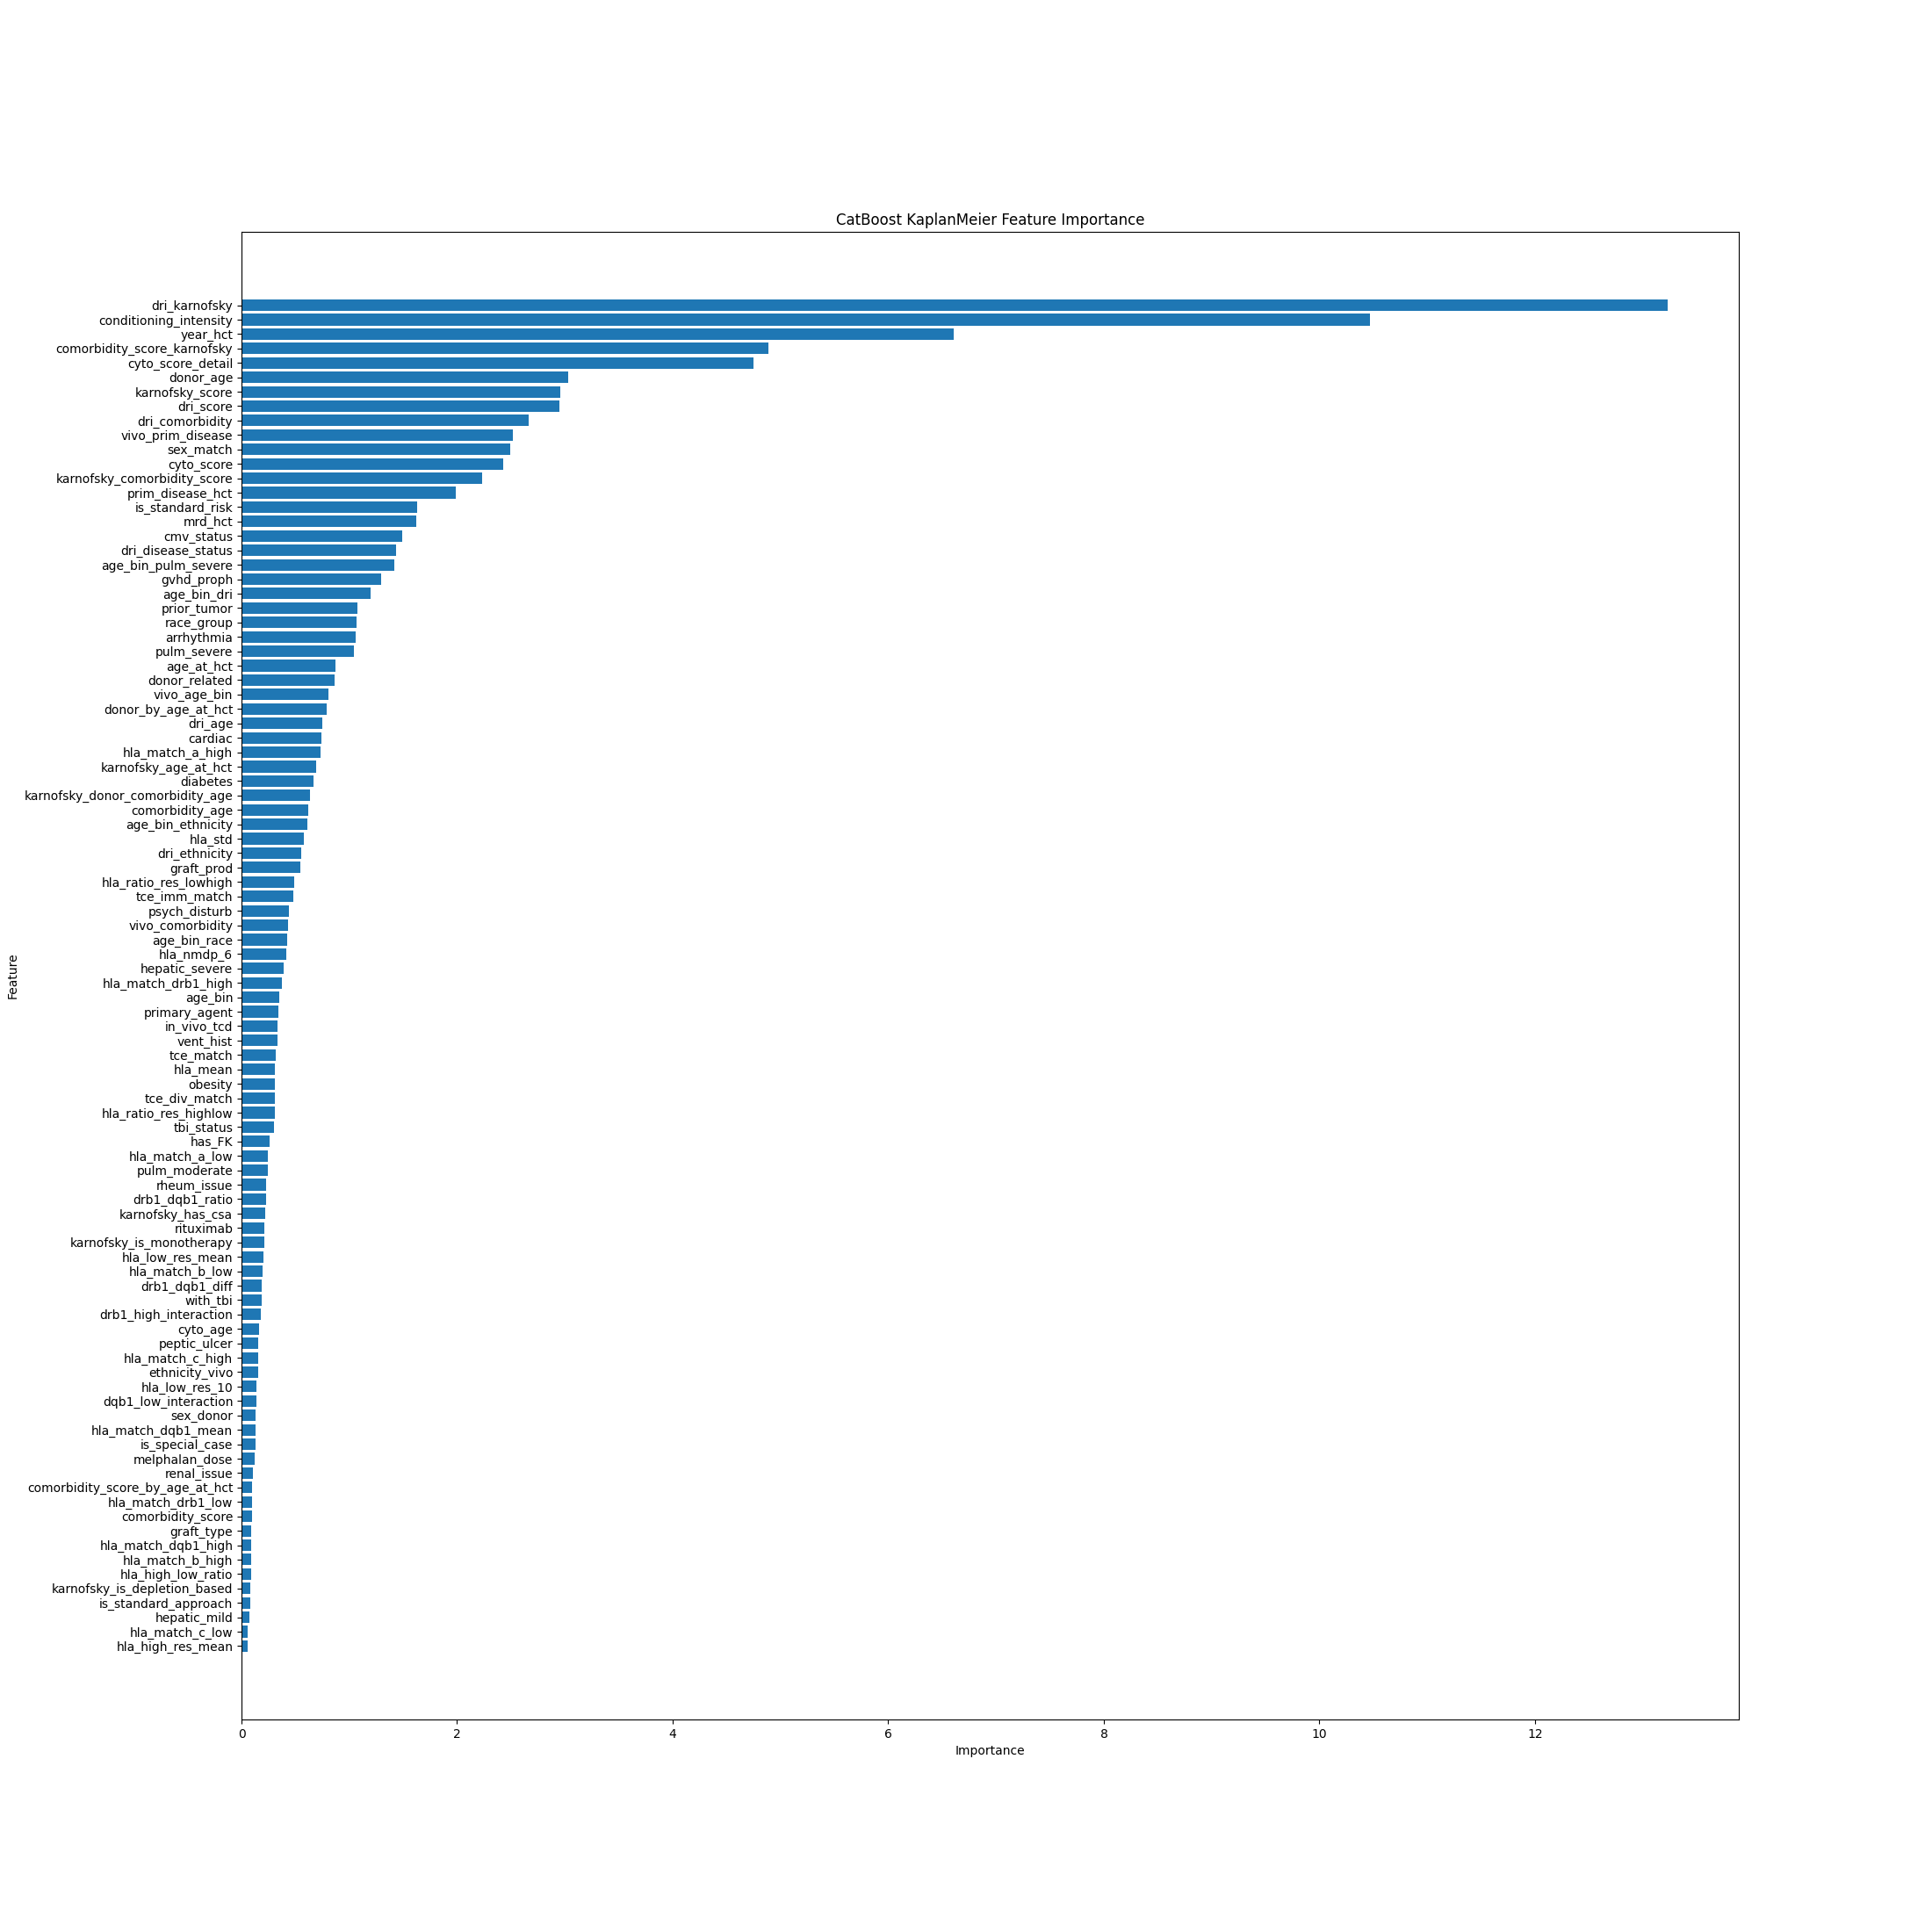 CatBoost KaplanMeier Feature Importance
dri_karnofsky
conditioning_intensity
year_hct
comorbidity_score_karnofsky
cyto_score_detail
donor_age
karnofsky_score
dri_score
dri_comorbidity
vivo_prim_disease
sex_match
cyto_score
karnofsky_comorbidity_score
prim_disease_hct
is_standard_risk
mrd_hct
cmv_status
dri_disease_status
age_bin_pulm_severe
gvhd_proph
age_bin_dri
prior_tumor
race_group
arrhythmia
pulm_severe
age_at_hct
donor_related
vivo_age_bin
donor_by_age_at_hct
dri_age
cardiac
hla_match_a_high
karnofsky_age_at_hct
diabetes
karnofsky_donor_comorbidity_age
comorbidity_age
age_bin_ethnicity
hla_std
dri_ethnicity
graft_prod
hla_ratio_res_lowhigh
tce_imm_match
psych_disturb
vivo_comorbidity
age_bin_race
hla_nmdp_6
hepatic_severe
hla_match_drb1_high
age_bin
primary_agent
in_vivo_tcd
vent_hist
tce_match
hla_mean
obesity
tce_div_match
hla_ratio_res_highlow
tbi_status
has_FK
hla_match_a_low
pulm_moderate
rheum_issue
drb1_dqb1_ratio
karnofsky_has_csa
rituximab
karnofsky_is_monotherapy
hla_low_res_mean
hla_match_b_low
drb1_dqb1_diff
with_tbi
drb1_high_interaction
cyto_age
peptic_ulcer
hla_match_c_high
ethnicity_vivo
hla_low_res_10
dqb1_low_interaction
sex_donor
hla_match_dqb1_mean
is_special_case
melphalan_dose
renal_issue
comorbidity_score_by_age_at_hct
hla_match_drb1_low
comorbidity_score
graft_type
hla_match_dqb1_high
hla_match_b_high
hla_high_low_ratio
karnofsky_is_depletion_based
is_standard_approach
hepatic_mild
hla_match_c_low
hla_high_res_mean
Feature
0 2 4 6 8 10 12
Importance